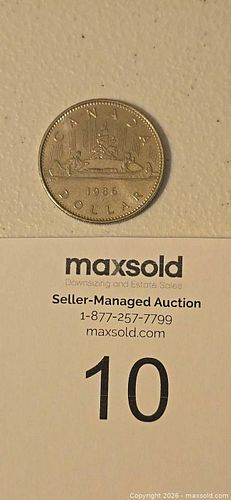 CANADA
1986
DOLLAR
maxsold
Downsizing and Estate Sales
Seller-Managed Auction
1-877-257-7799
maxsold.com
10
Copyright © 2026 - maxsold.com